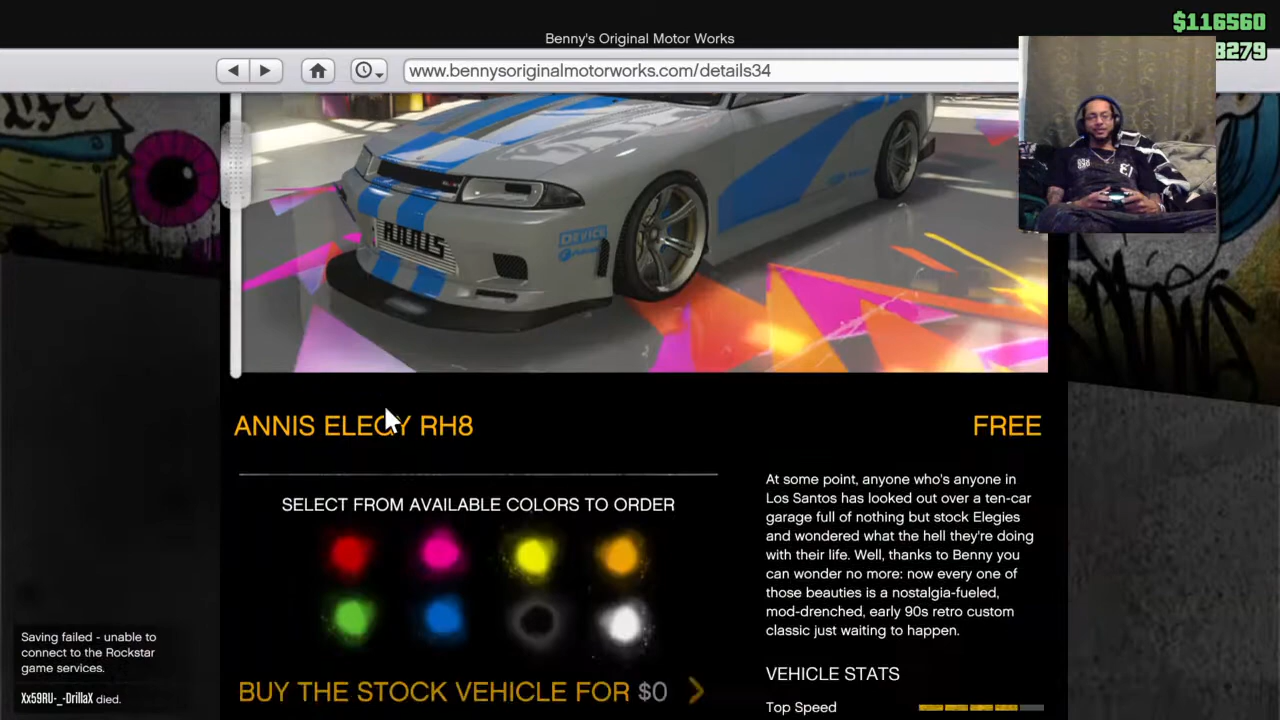 $116560
Benny's Original Motor Works
8279
www.bennysoriginalmotorworks.com/details34
ANNIS
DEVICE
ANNIS ELEGY RH8
FREE
SELECT FROM AVAILABLE COLORS TO ORDER
BUY THE STOCK VEHICLE FOR $0
At some point, anyone who's anyone in
Los Santos has looked out over a ten-car
garage full of nothing but stock Elegies
and wondered what the hell they're doing
with their life. Well, thanks to Benny you
can wonder no more: now every one of
those beauties is a nostalgia-fueled,
mod-drenched, early 90s retro custom
classic just waiting to happen.
VEHICLE STATS
Top Speed
Saving failed - unable to
connect to the Rockstar
game services.
Xx59RU-_-DrillaX died.